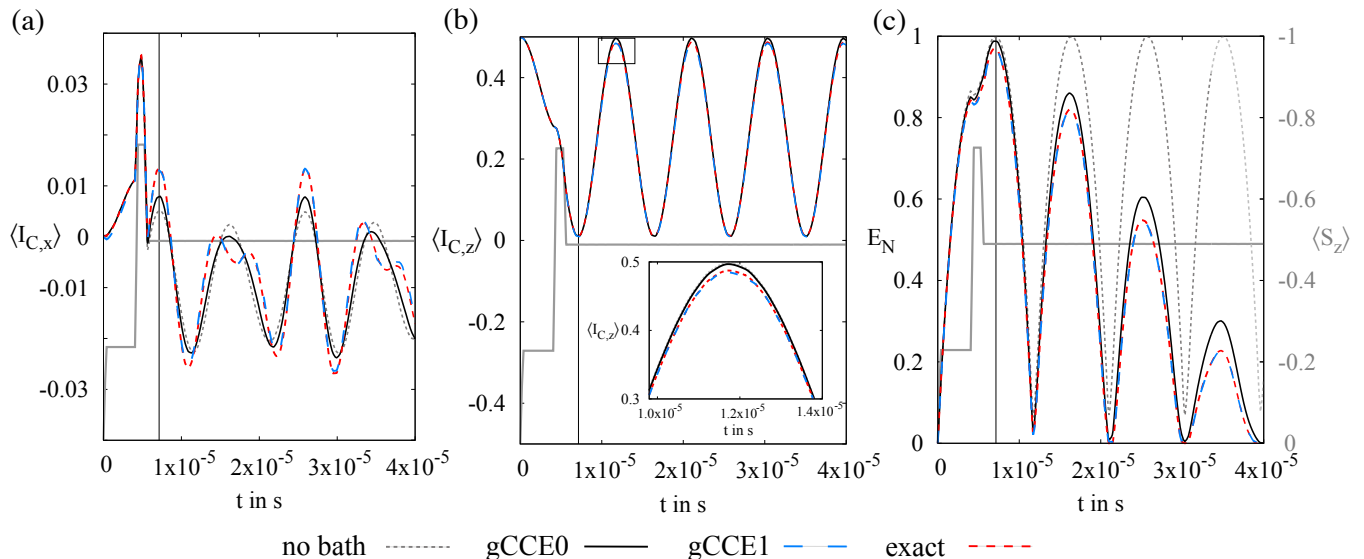 (a)
0.03
0.01
0
-0.01
-0.03
⟨I_C,x⟩
0
1x10⁻⁵
2x10⁻⁵
3x10⁻⁵
4x10⁻⁵
t in s
(b)
0.4
0.2
0
-0.2
-0.4
⟨I_C,z⟩
0.5
0.4
0.3
⟨I_C,z⟩
1.0x10⁻⁵
1.2x10⁻⁵
1.4x10⁻⁵
t in s
0
1x10⁻⁵
2x10⁻⁵
3x10⁻⁵
4x10⁻⁵
t in s
(c)
1
0.8
0.6
E_N
0.4
0.2
0
-1
-0.8
-0.6
⟨S_z⟩
-0.4
-0.2
0
0
1x10⁻⁵
2x10⁻⁵
3x10⁻⁵
4x10⁻⁵
t in s
no bath gCCE0 gCCE1 exact